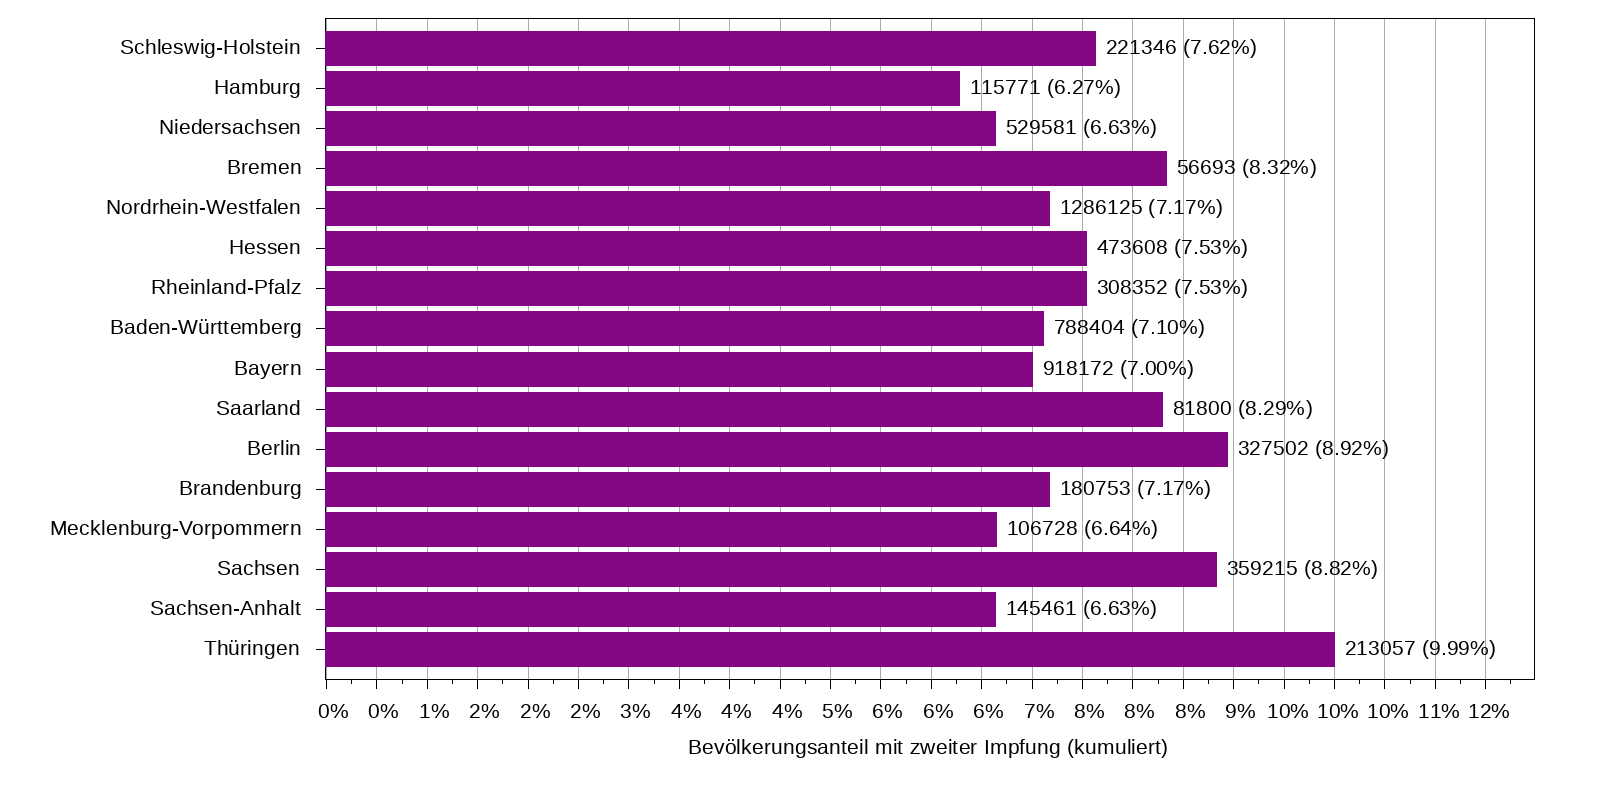 Schleswig-Holstein 221346 (7.62%)
Hamburg 115771 (6.27%)
Niedersachsen 529581 (6.63%)
Bremen 56693 (8.32%)
Nordrhein-Westfalen 1286125 (7.17%)
Hessen 473608 (7.53%)
Rheinland-Pfalz 308352 (7.53%)
Baden-Württemberg 788404 (7.10%)
Bayern 918172 (7.00%)
Saarland 81800 (8.29%)
Berlin 327502 (8.92%)
Brandenburg 180753 (7.17%)
Mecklenburg-Vorpommern 106728 (6.64%)
Sachsen 359215 (8.82%)
Sachsen-Anhalt 145461 (6.63%)
Thüringen 213057 (9.99%)
0% 0% 1% 2% 2% 2% 3% 4% 4% 4% 5% 6% 6% 6% 7% 8% 8% 8% 9% 10% 10% 10% 11% 12%
Bevölkerungsanteil mit zweiter Impfung (kumuliert)